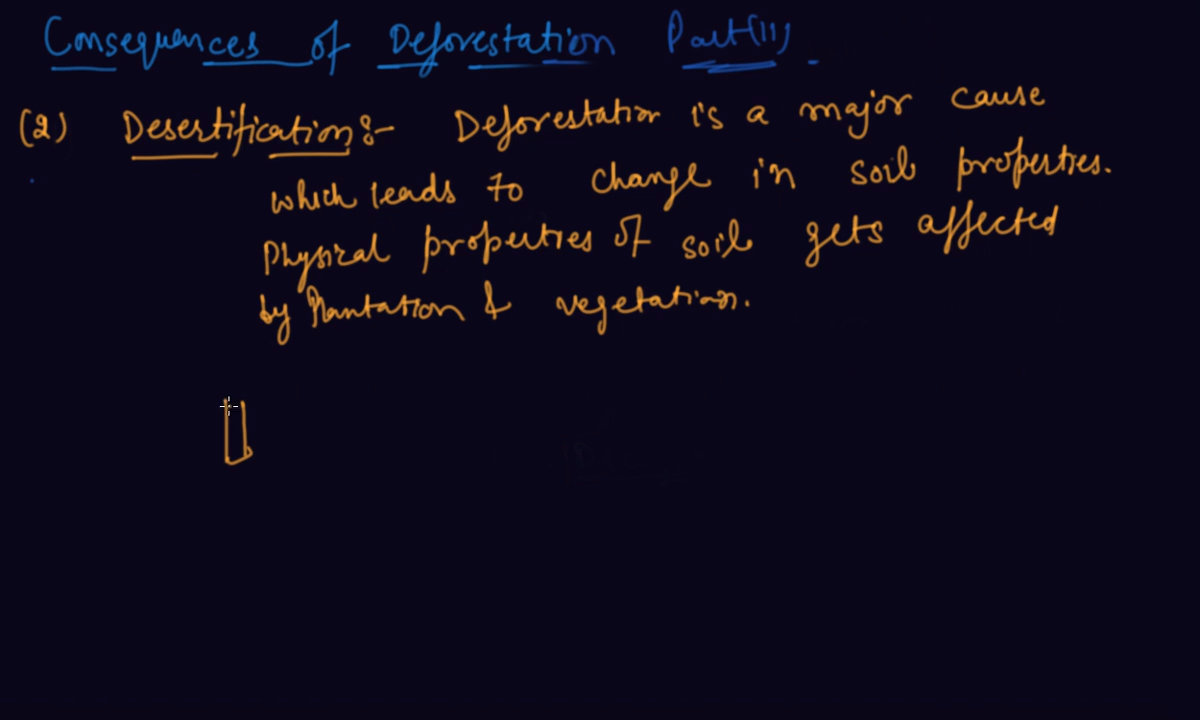 Consequences of Deforestation Part(II).
(2) Desertification:- Deforestation is a major cause
which leads to change in soil properties.
Physical properties of soil gets affected
by Plantation & vegetation.